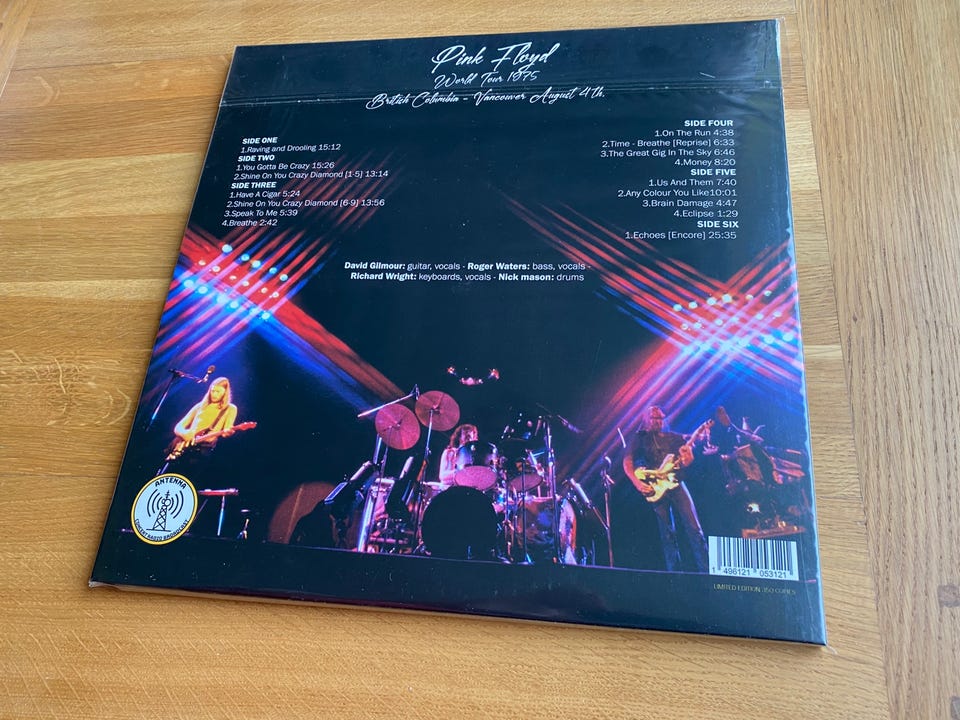 Pink Floyd
World Tour 1975
British Columbia - Vancouver August 4Th.
SIDE ONE
1.Raving and Drooling 15:12
SIDE TWO
1.You Gotta Be Crazy 15:26
2.Shine On You Crazy Diamond [1-5] 13:14
SIDE THREE
1.Have A Cigar 5:24
2.Shine On You Crazy Diamond [6-9] 13:56
3.Speak To Me 5:39
4.Breathe 2:42
SIDE FOUR
1.On The Run 4:38
2.Time - Breathe [Reprise] 6:33
3.The Great Gig In The Sky 6:46
4.Money 8:20
SIDE FIVE
1.Us And Them 7:40
2.Any Colour You Like10:01
3.Brain Damage 4:47
4.Eclipse 1:29
SIDE SIX
1.Echoes [Encore] 25:35
David Gilmour: guitar, vocals - Roger Waters: bass, vocals -
Richard Wright: keyboards, vocals - Nick mason: drums
ANTENNA
CONCERT RADIO BROADCAST
1 496121 053121
LIMITED EDITION 350 COPIES